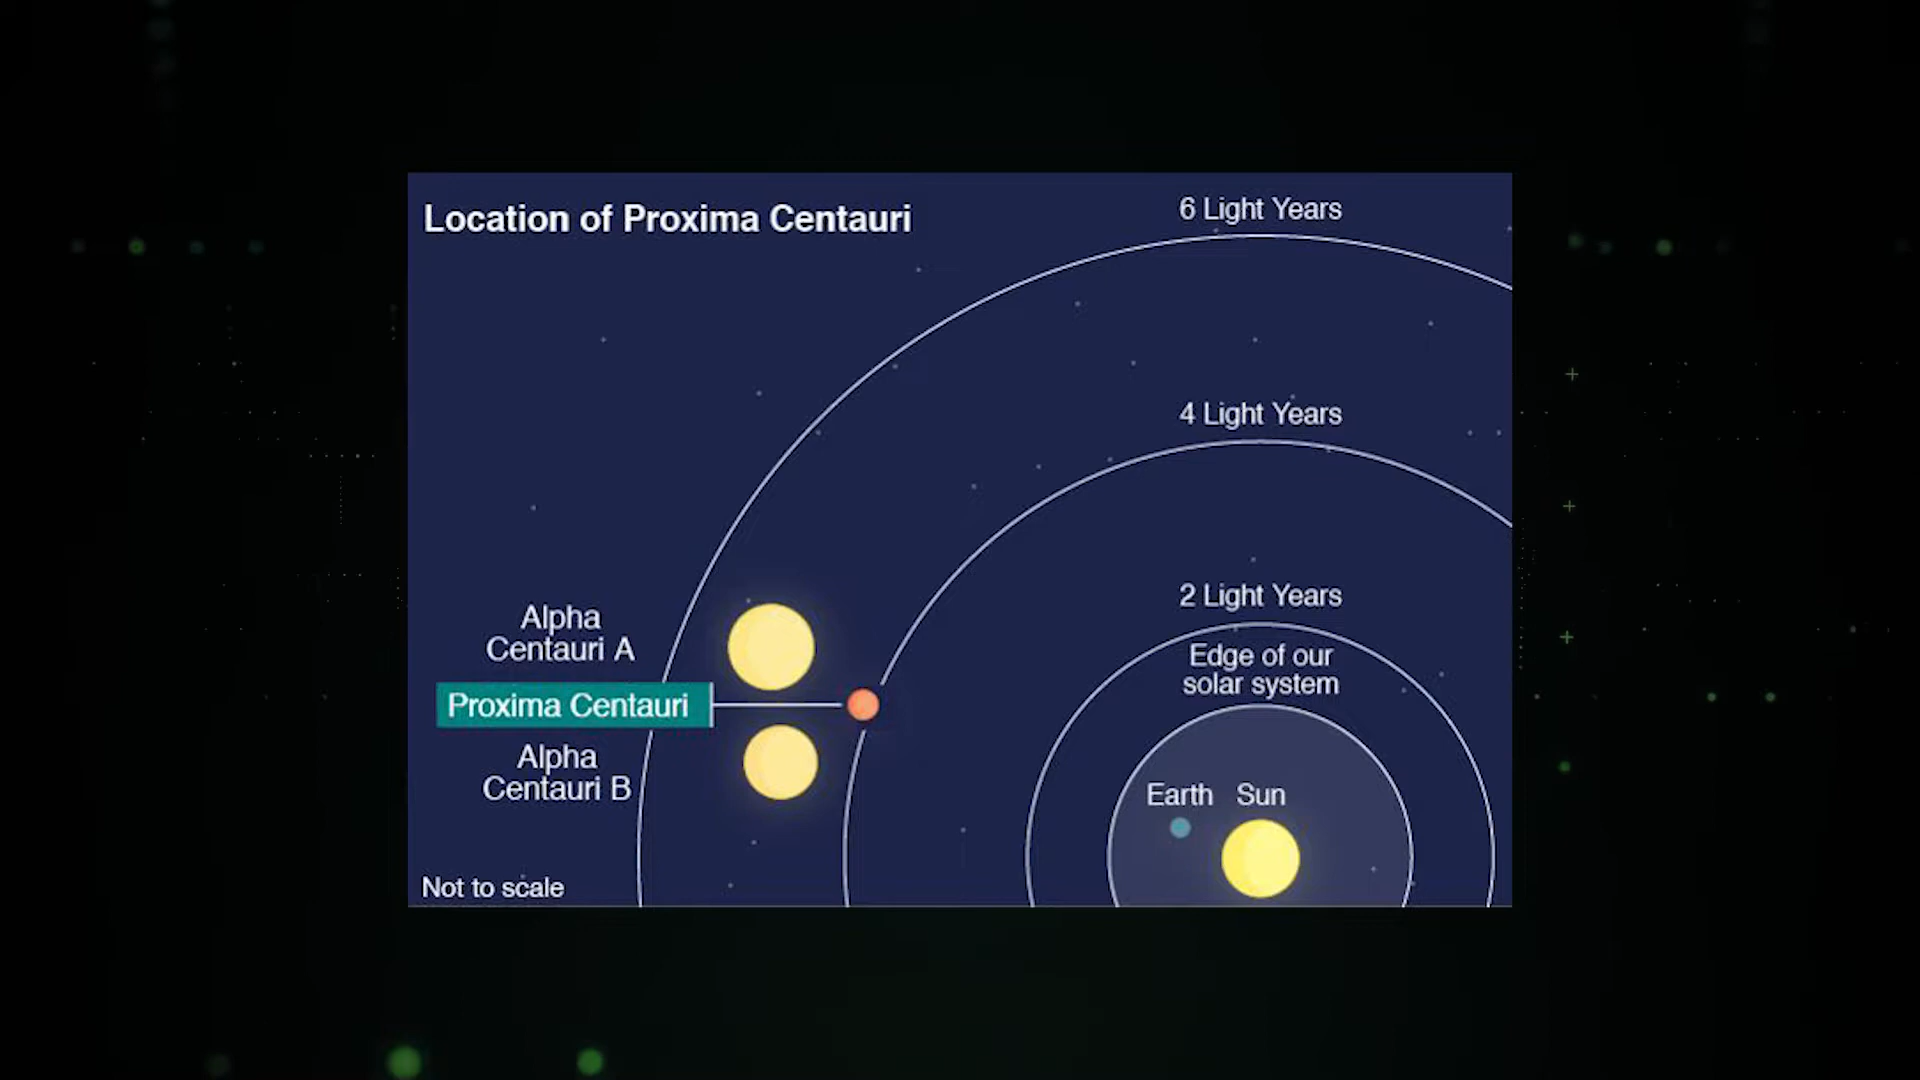 Location of Proxima Centauri
6 Light Years
4 Light Years
2 Light Years
Edge of our
solar system
Alpha
Centauri A
Proxima Centauri
Alpha
Centauri B
Earth
Sun
Not to scale